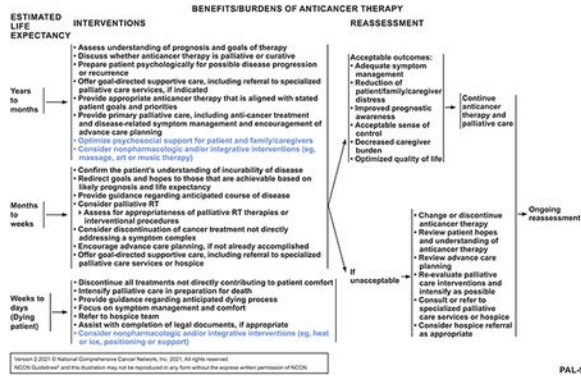 BENEFITS/BURDENS OF ANTICANCER THERAPY
ESTIMATED
LIFE
EXPECTANCY
INTERVENTIONS
REASSESSMENT
Years
to
months
• Assess understanding of prognosis and goals of therapy
• Discuss whether anticancer therapy is palliative or curative
• Prepare patient psychologically for possible disease progression
or recurrence
• Offer goal-directed supportive care, including referral to specialized
palliative care services, if indicated
• Provide appropriate anticancer therapy that is aligned with stated
patient goals and priorities
• Provide primary palliative care, including anti-cancer treatment
and disease-related symptom management and encouragement of
advance care planning
• Optimize psychosocial support for patient and family/caregivers
• Consider nonpharmacologic and/or integrative interventions (eg,
massage, art or music therapy)
Months
to
weeks
• Confirm the patient's understanding of incurability of disease
• Redirect goals and hopes to those that are achievable based on
likely prognosis and life expectancy
• Provide guidance regarding anticipated course of disease
• Consider palliative RT
▸ Assess for appropriateness of palliative RT therapies or
interventional procedures
• Consider discontinuation of cancer treatment not directly
addressing a symptom complex
• Encourage advance care planning, if not already accomplished
• Offer goal-directed supportive care, including referral to specialized
palliative care services or hospice
Weeks to
days
(Dying
patient)
• Discontinue all treatments not directly contributing to patient comfort
• Intensify palliative care in preparation for death
• Provide guidance regarding anticipated dying process
• Focus on symptom management and comfort
• Refer to hospice team
• Assist with completion of legal documents, if appropriate
• Consider nonpharmacologic and/or integrative interventions (eg, heat
or ice, positioning or support)
Acceptable outcomes:
• Adequate symptom
management
• Reduction of
patient/family/caregiver
distress
• Improved prognostic
awareness
• Acceptable sense of
control
• Decreased caregiver
burden
• Optimized quality of life
Continue
anticancer
therapy and
palliative care
If
unacceptable
• Change or discontinue
anticancer therapy
• Review patient hopes
and understanding of
anticancer therapy
• Review advance care
planning
• Re-evaluate palliative
care interventions and
intensify as possible
• Consult or refer to
specialized palliative
care services or hospice
• Consider hospice referral
as appropriate
Ongoing
reassessment
Version 2.2021 © National Comprehensive Cancer Network, Inc. 2021, All rights reserved.
NCCN Guidelines® and this illustration may not be reproduced in any form without the express written permission of NCCN.